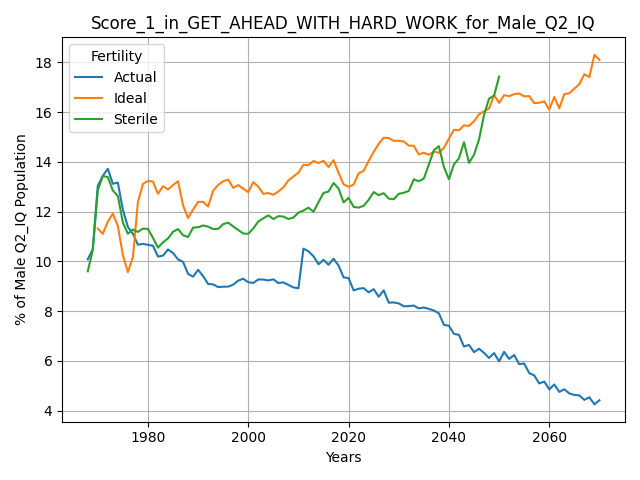 Score_1_in_GET_AHEAD_WITH_HARD_WORK_for_Male_Q2_IQ
Fertility
Actual
Ideal
Sterile
% of Male Q2_IQ Population
18
16
14
12
10
8
6
4
1980 2000 2020 2040 2060
Years